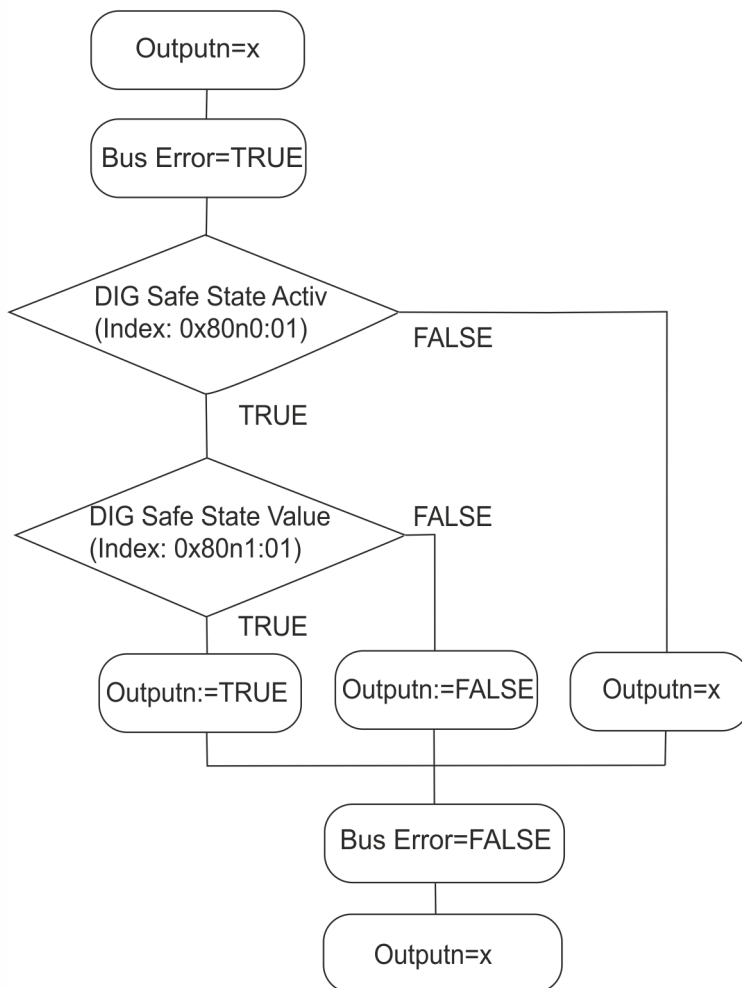 Outputn=x
Bus Error=TRUE
DIG Safe State Activ
(Index: 0x80n0:01)
FALSE
TRUE
DIG Safe State Value
(Index: 0x80n1:01)
FALSE
TRUE
Outputn:=TRUE
Outputn:=FALSE
Outputn=x
Bus Error=FALSE
Outputn=x